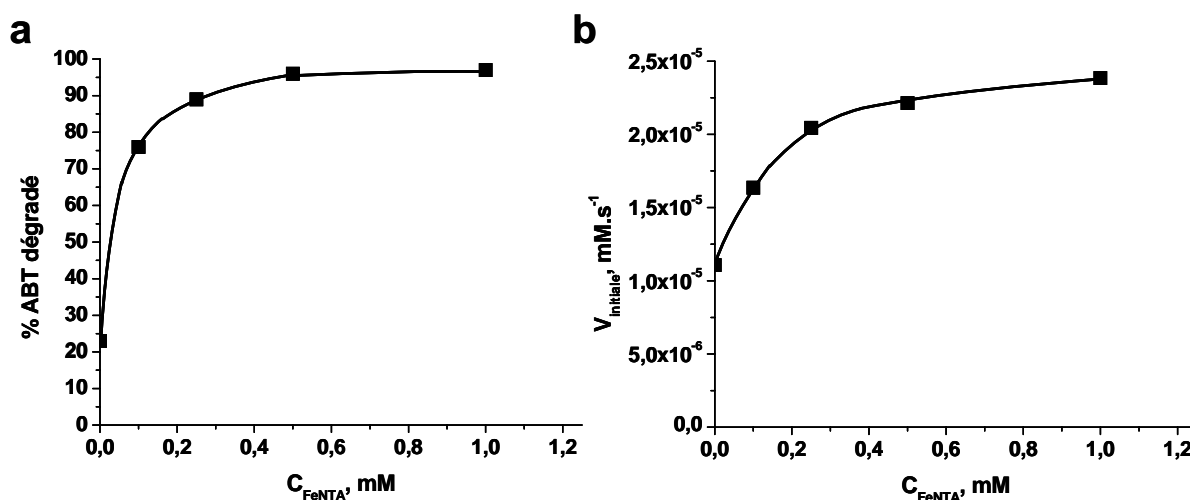 a
100
90
80
70
60
50
40
30
20
10
0
% ABT dégradé
0,0 0,2 0,4 0,6 0,8 1,0 1,2
C_FeNTA, mM
b
2,5x10⁻⁵
2,0x10⁻⁵
1,5x10⁻⁵
1,0x10⁻⁵
5,0x10⁻⁶
0,0
V_initiale, mM.s⁻¹
0,0 0,2 0,4 0,6 0,8 1,0 1,2
C_FeNTA, mM